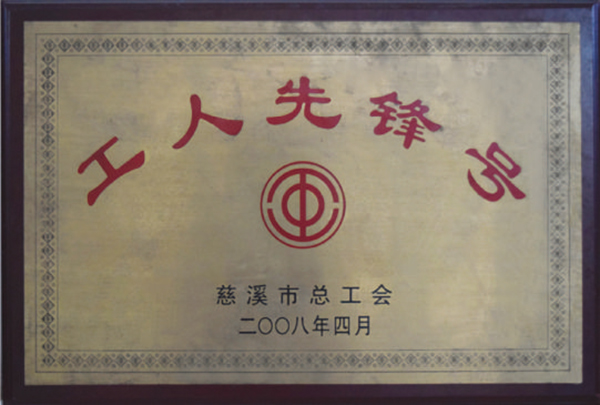 工人先锋号
慈溪市总工会
二〇〇八年四月